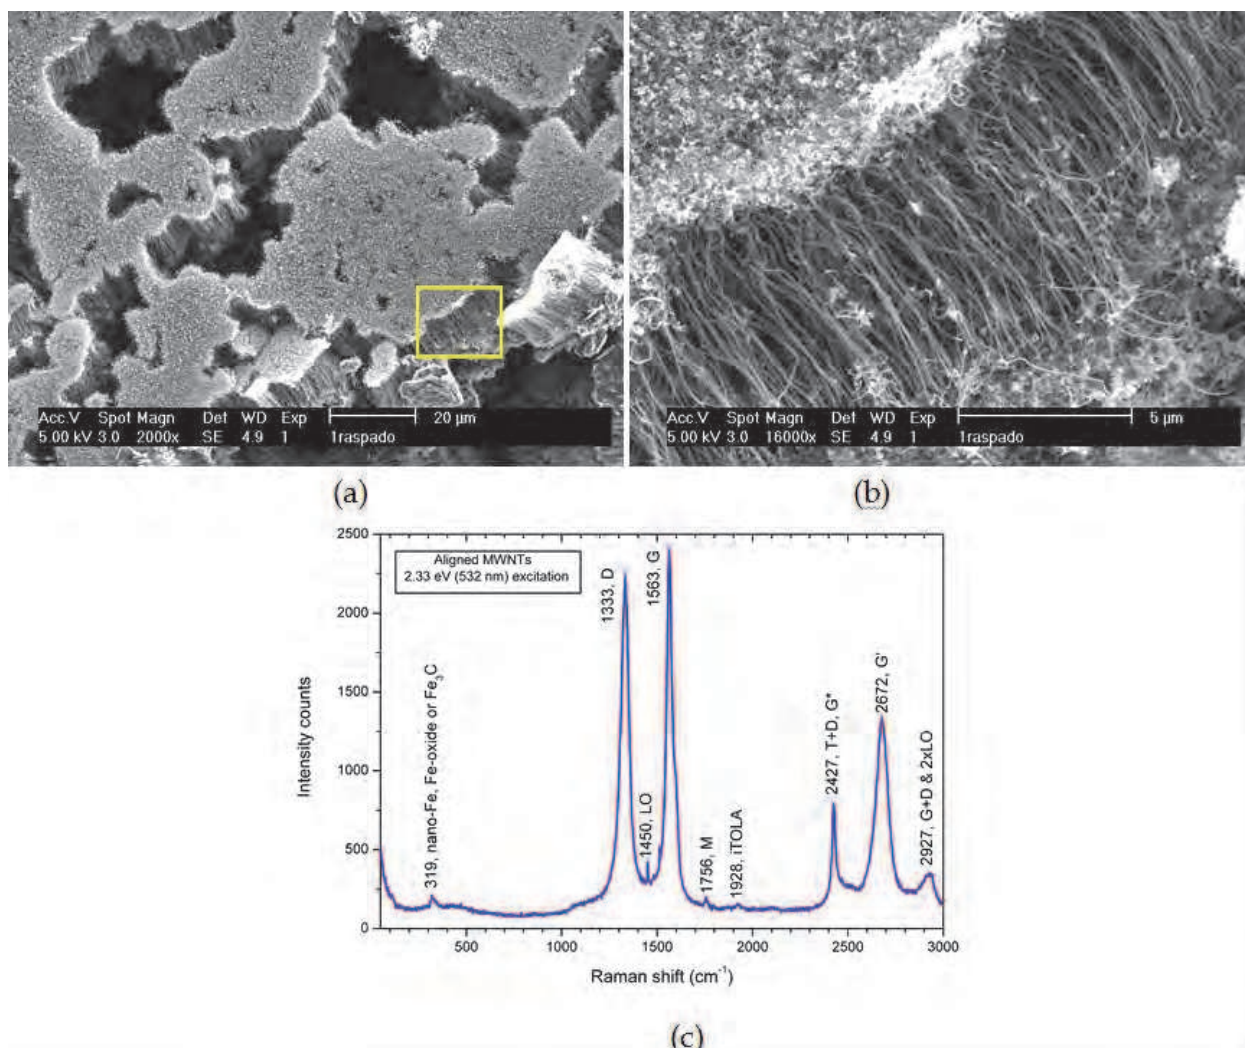 Acc.V Spot Magn Det WD Exp 20 µm
5.00 kV 3.0 2000x SE 4.9 1 1raspado
Acc.V Spot Magn Det WD Exp 5 µm
5.00 kV 3.0 16000x SE 4.9 1 1raspado
(a)
(b)
Aligned MWNTs
2.33 eV (532 nm) excitation
319, nano-Fe, Fe-oxide or Fe₃C
1333, D
1450, LO
1563, G
1756, M
1928, iTOLA
2427, T+D, G*
2672, G'
2927, G+D & 2xLO
Intensity counts
2500
2000
1500
1000
500
0
500 1000 1500 2000 2500 3000
Raman shift (cm⁻¹)
(c)